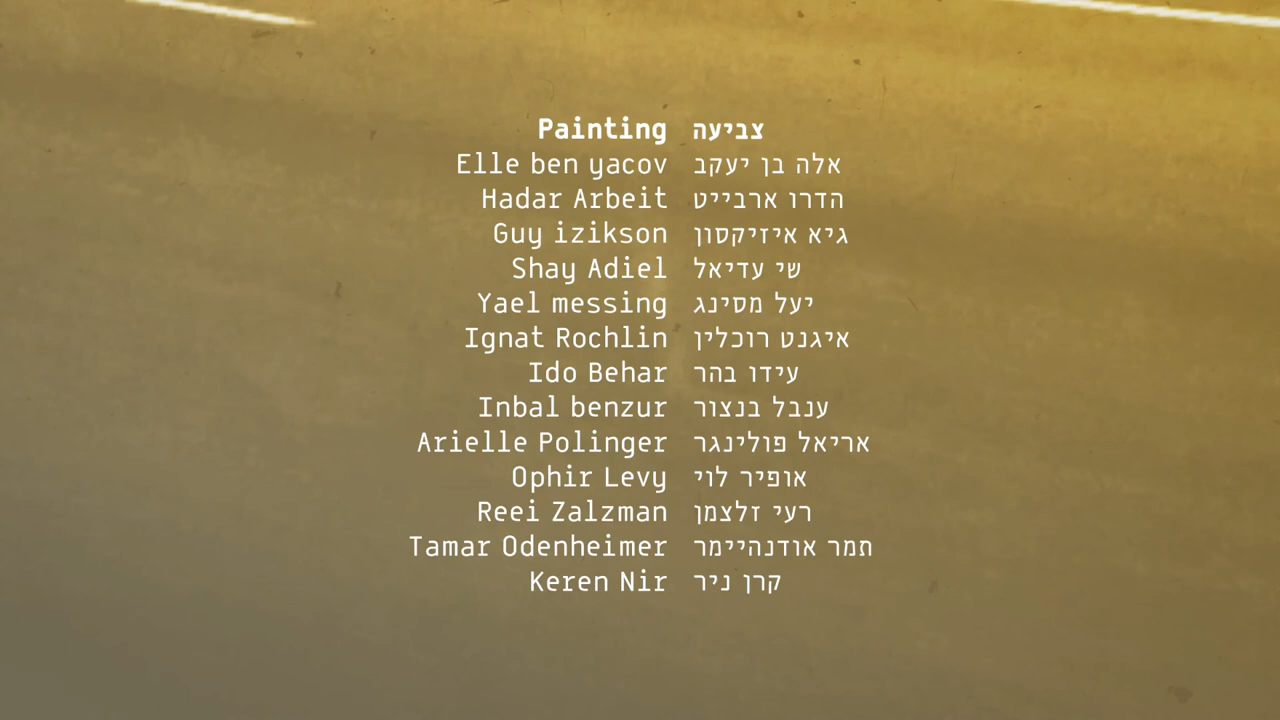 Painting צביעה
Elle ben yacov אלה בן יעקב
Hadar Arbeit הדרו ארבייט
Guy izikson גיא איזיקסון
Shay Adiel שי עדיאל
Yael messing יעל מסינג
Ignat Rochlin איגנט רוכלין
Ido Behar עידו בהר
Inbal benzur ענבל בנצור
Arielle Polinger אריאל פולינגר
Ophir Levy אופיר לוי
Reei Zalzman רעי זלצמן
Tamar Odenheimer תמר אודנהיימר
Keren Nir קרן ניר